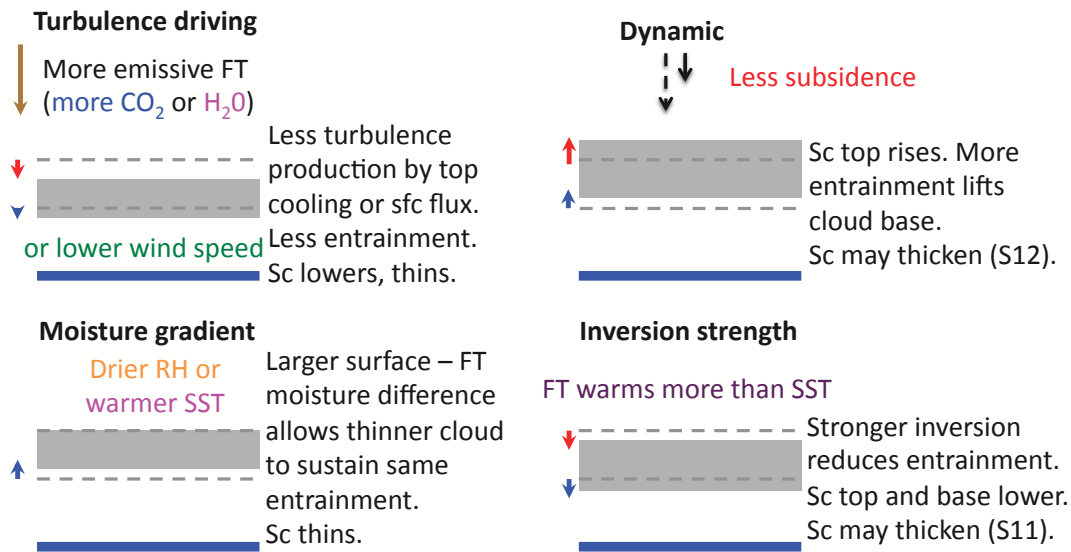 Turbulence driving
More emissive FT
(more CO2 or H20)
Less turbulence
production by top
cooling or sfc flux.
Less entrainment.
Sc lowers, thins.
or lower wind speed
Dynamic
Less subsidence
Sc top rises. More
entrainment lifts
cloud base.
Sc may thicken (S12).
Moisture gradient
Drier RH or
warmer SST
Larger surface – FT
moisture difference
allows thinner cloud
to sustain same
entrainment.
Sc thins.
Inversion strength
FT warms more than SST
Stronger inversion
reduces entrainment.
Sc top and base lower.
Sc may thicken (S11).